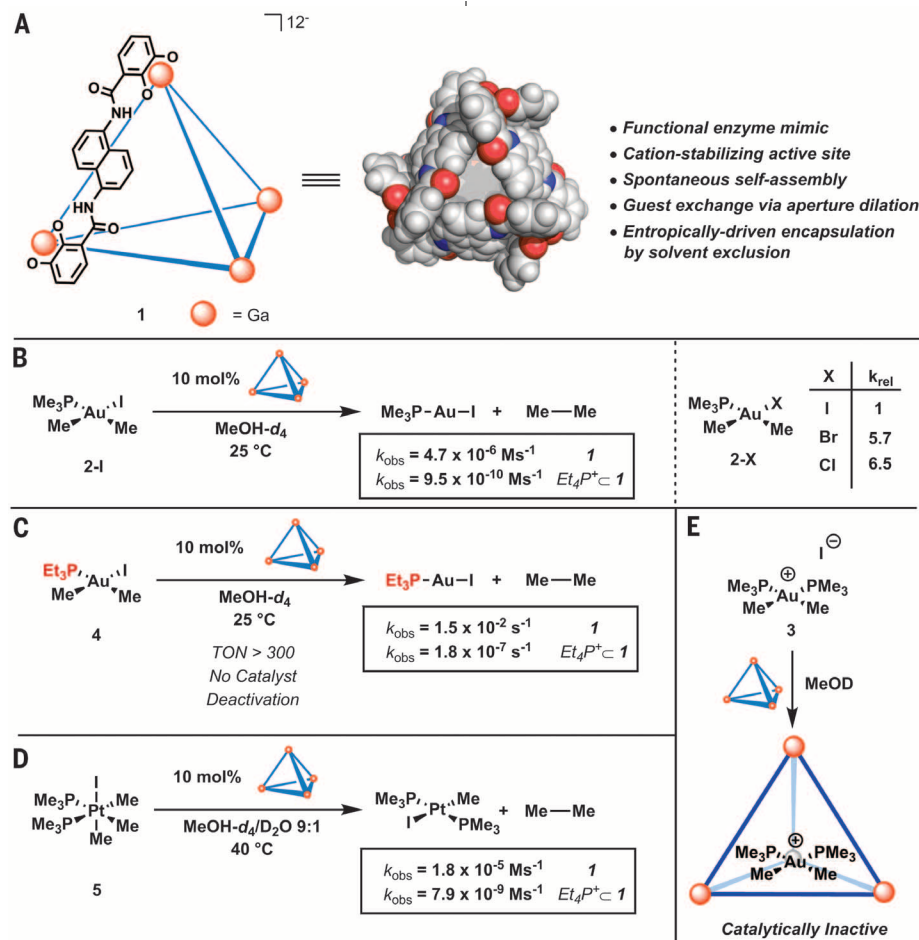 A
12-
O
O
O
NH
HN
O
O
O
1 = Ga
• Functional enzyme mimic
• Cation-stabilizing active site
• Spontaneous self-assembly
• Guest exchange via aperture dilation
• Entropically-driven encapsulation
by solvent exclusion
B
Me₃P I
Au
Me Me
2-I
10 mol%
MeOH-d₄
25 °C
Me₃P-Au-I + Me—Me
kobs = 4.7 x 10⁻⁶ Ms⁻¹ 1
kobs = 9.5 x 10⁻¹⁰ Ms⁻¹ Et₄P⁺⊂ 1
Me₃P X
Au
Me Me
2-X
X krel
I 1
Br 5.7
Cl 6.5
C
Et₃P I
Au
Me Me
4
10 mol%
MeOH-d₄
25 °C
TON > 300
No Catalyst
Deactivation
Et₃P-Au-I + Me—Me
kobs = 1.5 x 10⁻² s⁻¹ 1
kobs = 1.8 x 10⁻⁷ s⁻¹ Et₄P⁺⊂ 1
D
I
Me₃P Me
Pt
Me₃P Me
Me
5
10 mol%
MeOH-d₄/D₂O 9:1
40 °C
Me₃P Me
Pt
I PMe₃
+ Me—Me
kobs = 1.8 x 10⁻⁵ Ms⁻¹ 1
kobs = 7.9 x 10⁻⁹ Ms⁻¹ Et₄P⁺⊂ 1
E
I ⊖
⊕
Me₃P PMe₃
Au
Me Me
3
MeOD
⊕
Me₃P PMe₃
Au
Me Me
Catalytically Inactive